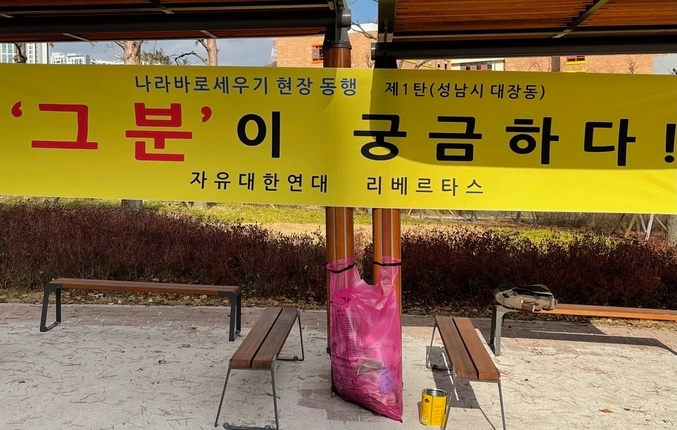 나라바로세우기 현장 동행 제1탄(성남시 대장동)
‘그분’이 궁금하다!
자유대한연대 리베르타스